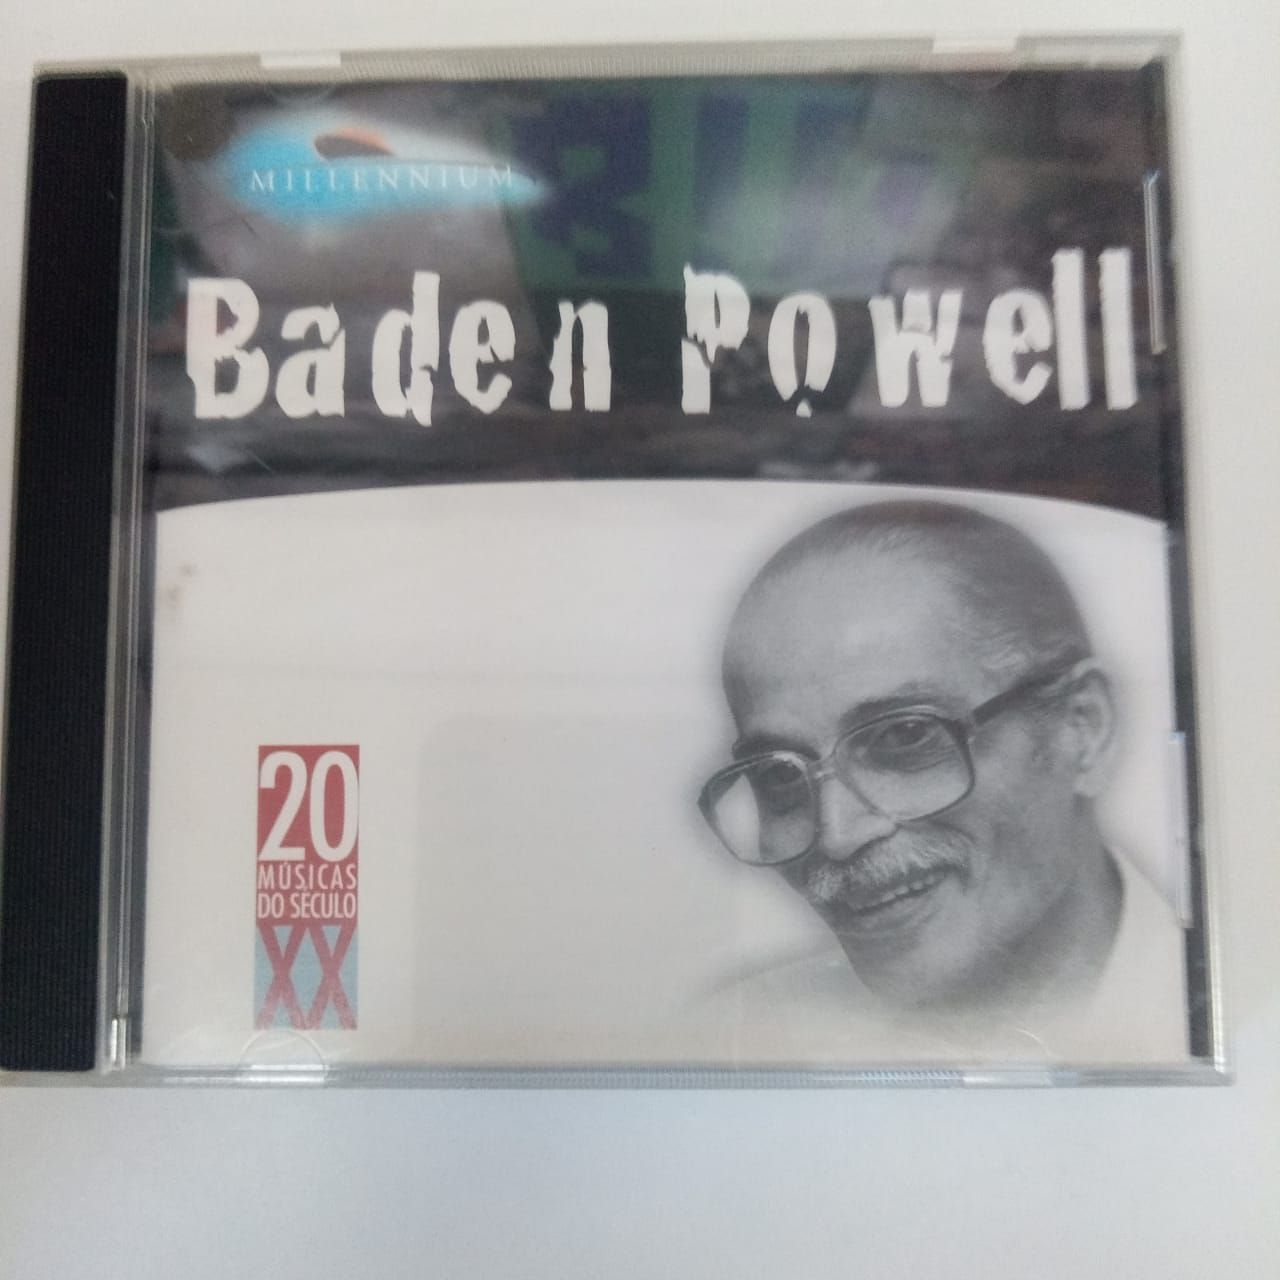 MILLENNIUM
Baden Powell
20
MÚSICAS
DO SÉCULO
XX